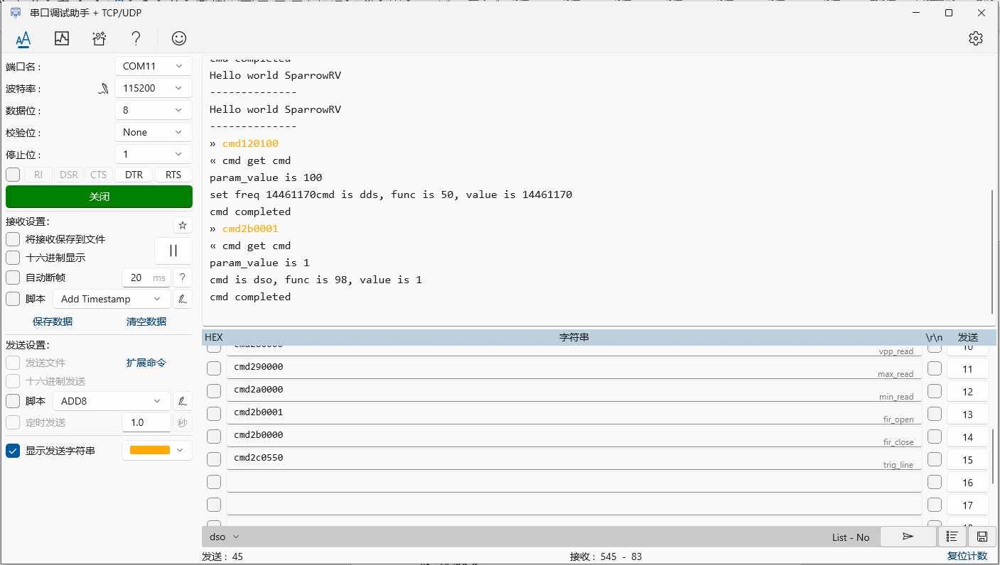 串口调试助手 + TCP/UDP
端口名 :
COM11
波特率 :
115200
数据位 :
8
校验位 :
None
停止位 :
1
RI DSR CTS DTR RTS
关闭
接收设置:
将接收保存到文件
十六进制显示
自动断帧
20 ms
?
脚本
Add Timestamp
保存数据
清空数据
发送设置:
发送文件
扩展命令
十六进制发送
脚本
ADD8
定时发送
1.0
秒
显示发送字符串
cmd completed
Hello world SparrowRV
--------------
Hello world SparrowRV
--------------
» cmd120100
« cmd get cmd
param_value is 100
set freq 14461170cmd is dds, func is 50, value is 14461170
cmd completed
» cmd2b0001
« cmd get cmd
param_value is 1
cmd is dso, func is 98, value is 1
cmd completed
HEX 字符串 \r\n 发送
vpp_read 10
cmd290000 max_read 11
cmd2a0000 min_read 12
cmd2b0001 fir_open 13
cmd2b0000 fir_close 14
cmd2c0550 trig_line 15
16
17
dso
List - No
发送 : 45
接收 : 545 - 83
复位计数